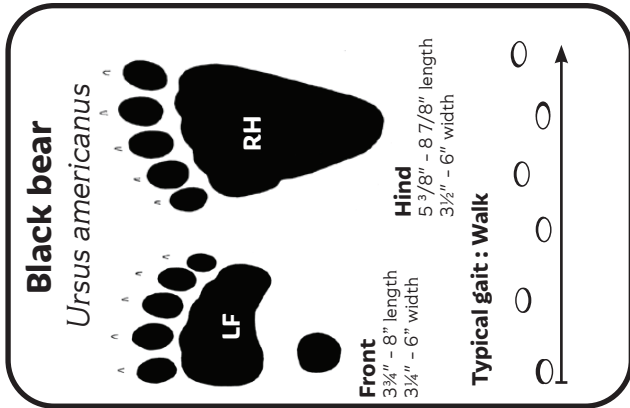 Black bear
Ursus americanus
LF
RH
Front
3¾” – 8” length
3¼” – 6” width
Hind
5 ³/8” – 8 7/8” length
3½” – 6” width
Typical gait : Walk